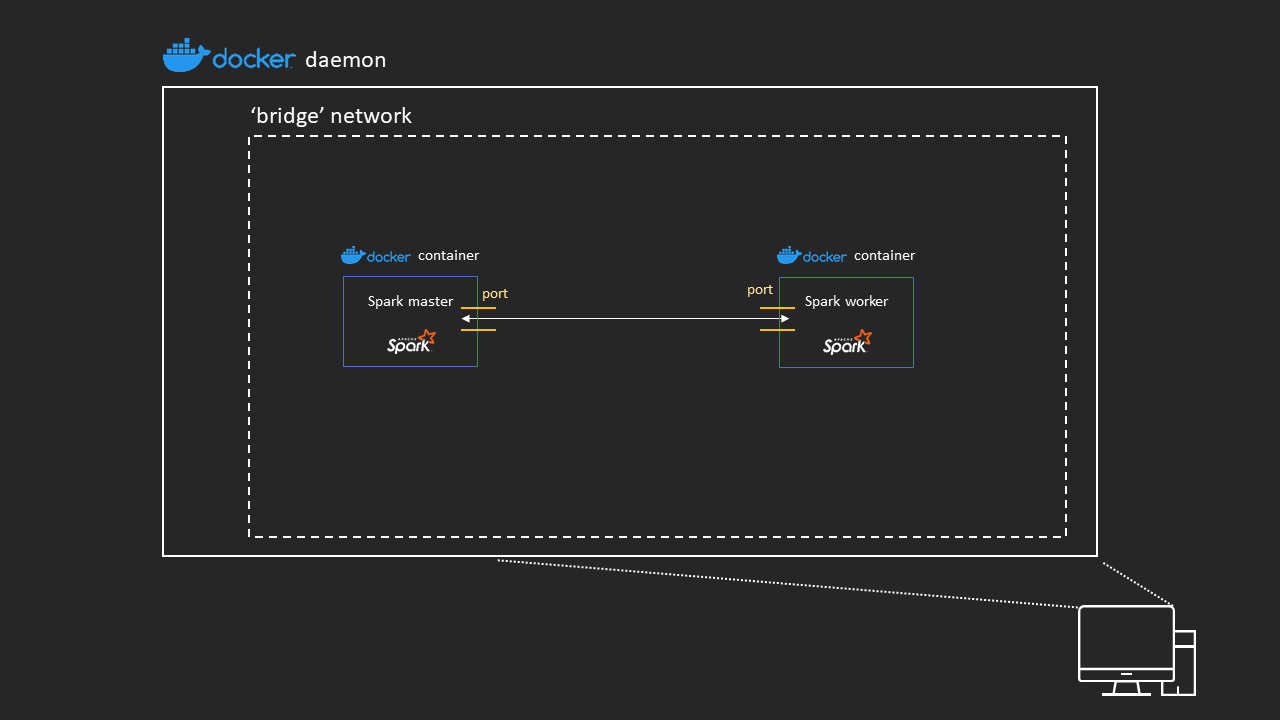 docker daemon
‘bridge’ network
docker container
docker container
Spark master
port
port
Spark worker
APACHE
Spark
APACHE
Spark